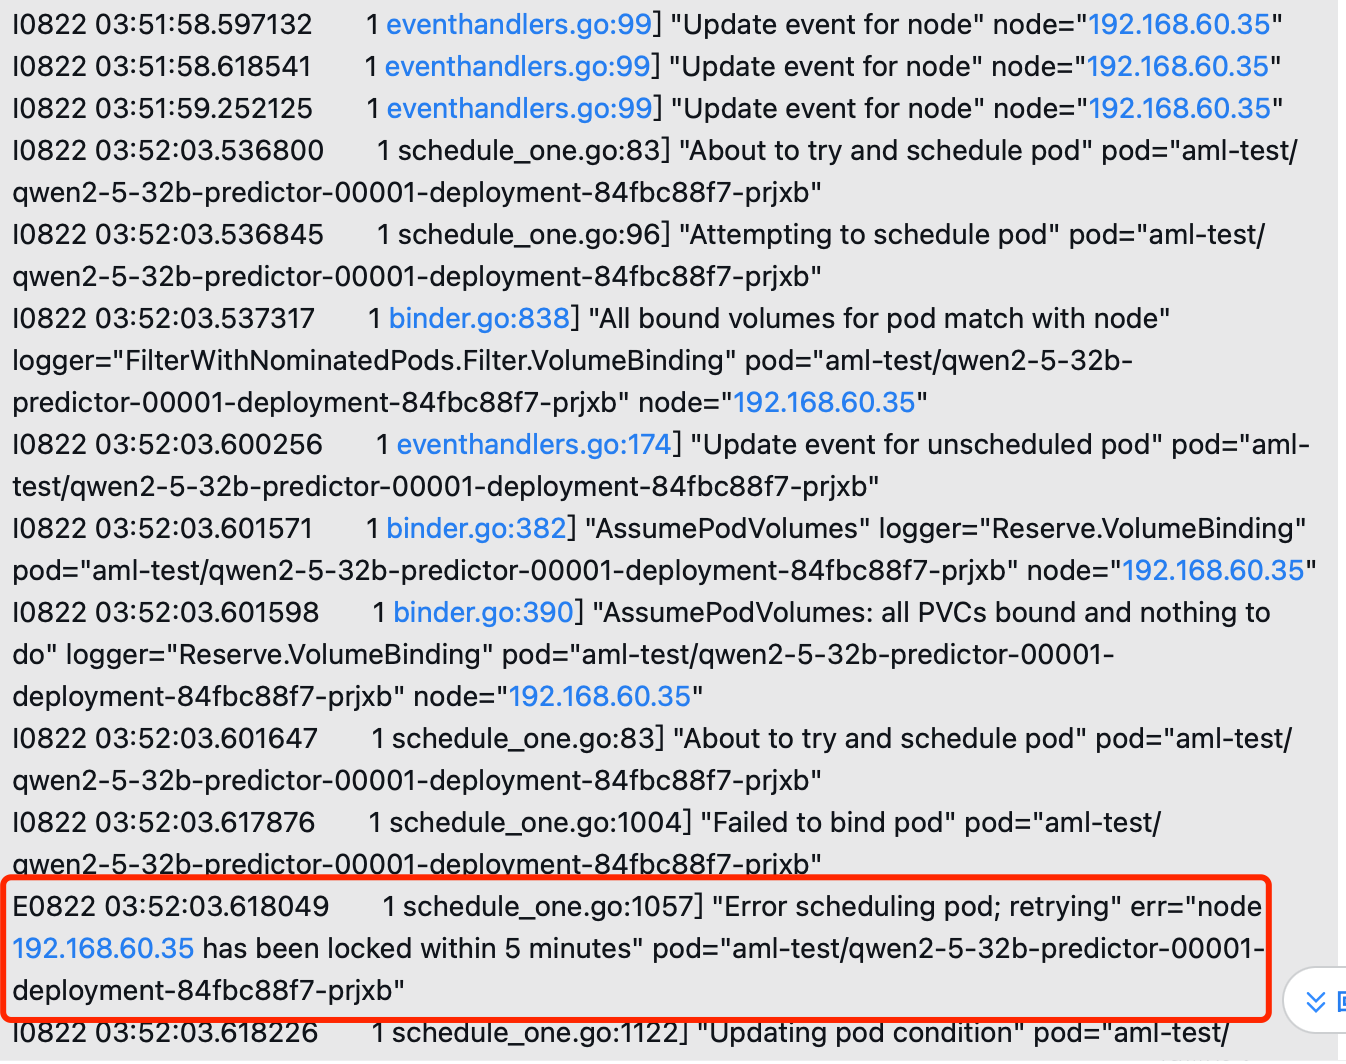 I0822 03:51:58.597132       1 eventhandlers.go:99] "Update event for node" node="192.168.60.35"
I0822 03:51:58.618541       1 eventhandlers.go:99] "Update event for node" node="192.168.60.35"
I0822 03:51:59.252125       1 eventhandlers.go:99] "Update event for node" node="192.168.60.35"
I0822 03:52:03.536800       1 schedule_one.go:83] "About to try and schedule pod" pod="aml-test/
qwen2-5-32b-predictor-00001-deployment-84fbc88f7-prjxb"
I0822 03:52:03.536845       1 schedule_one.go:96] "Attempting to schedule pod" pod="aml-test/
qwen2-5-32b-predictor-00001-deployment-84fbc88f7-prjxb"
I0822 03:52:03.537317       1 binder.go:838] "All bound volumes for pod match with node"
logger="FilterWithNominatedPods.Filter.VolumeBinding" pod="aml-test/qwen2-5-32b-
predictor-00001-deployment-84fbc88f7-prjxb" node="192.168.60.35"
I0822 03:52:03.600256       1 eventhandlers.go:174] "Update event for unscheduled pod" pod="aml-
test/qwen2-5-32b-predictor-00001-deployment-84fbc88f7-prjxb"
I0822 03:52:03.601571       1 binder.go:382] "AssumePodVolumes" logger="Reserve.VolumeBinding"
pod="aml-test/qwen2-5-32b-predictor-00001-deployment-84fbc88f7-prjxb" node="192.168.60.35"
I0822 03:52:03.601598       1 binder.go:390] "AssumePodVolumes: all PVCs bound and nothing to
do" logger="Reserve.VolumeBinding" pod="aml-test/qwen2-5-32b-predictor-00001-
deployment-84fbc88f7-prjxb" node="192.168.60.35"
I0822 03:52:03.601647       1 schedule_one.go:83] "About to try and schedule pod" pod="aml-test/
qwen2-5-32b-predictor-00001-deployment-84fbc88f7-prjxb"
I0822 03:52:03.617876       1 schedule_one.go:1004] "Failed to bind pod" pod="aml-test/
qwen2-5-32b-predictor-00001-deployment-84fbc88f7-prjxb"
E0822 03:52:03.618049       1 schedule_one.go:1057] "Error scheduling pod; retrying" err="node
192.168.60.35 has been locked within 5 minutes" pod="aml-test/qwen2-5-32b-predictor-00001-
deployment-84fbc88f7-prjxb"
I0822 03:52:03.618226       1 schedule_one.go:1122] "Updating pod condition" pod="aml-test/